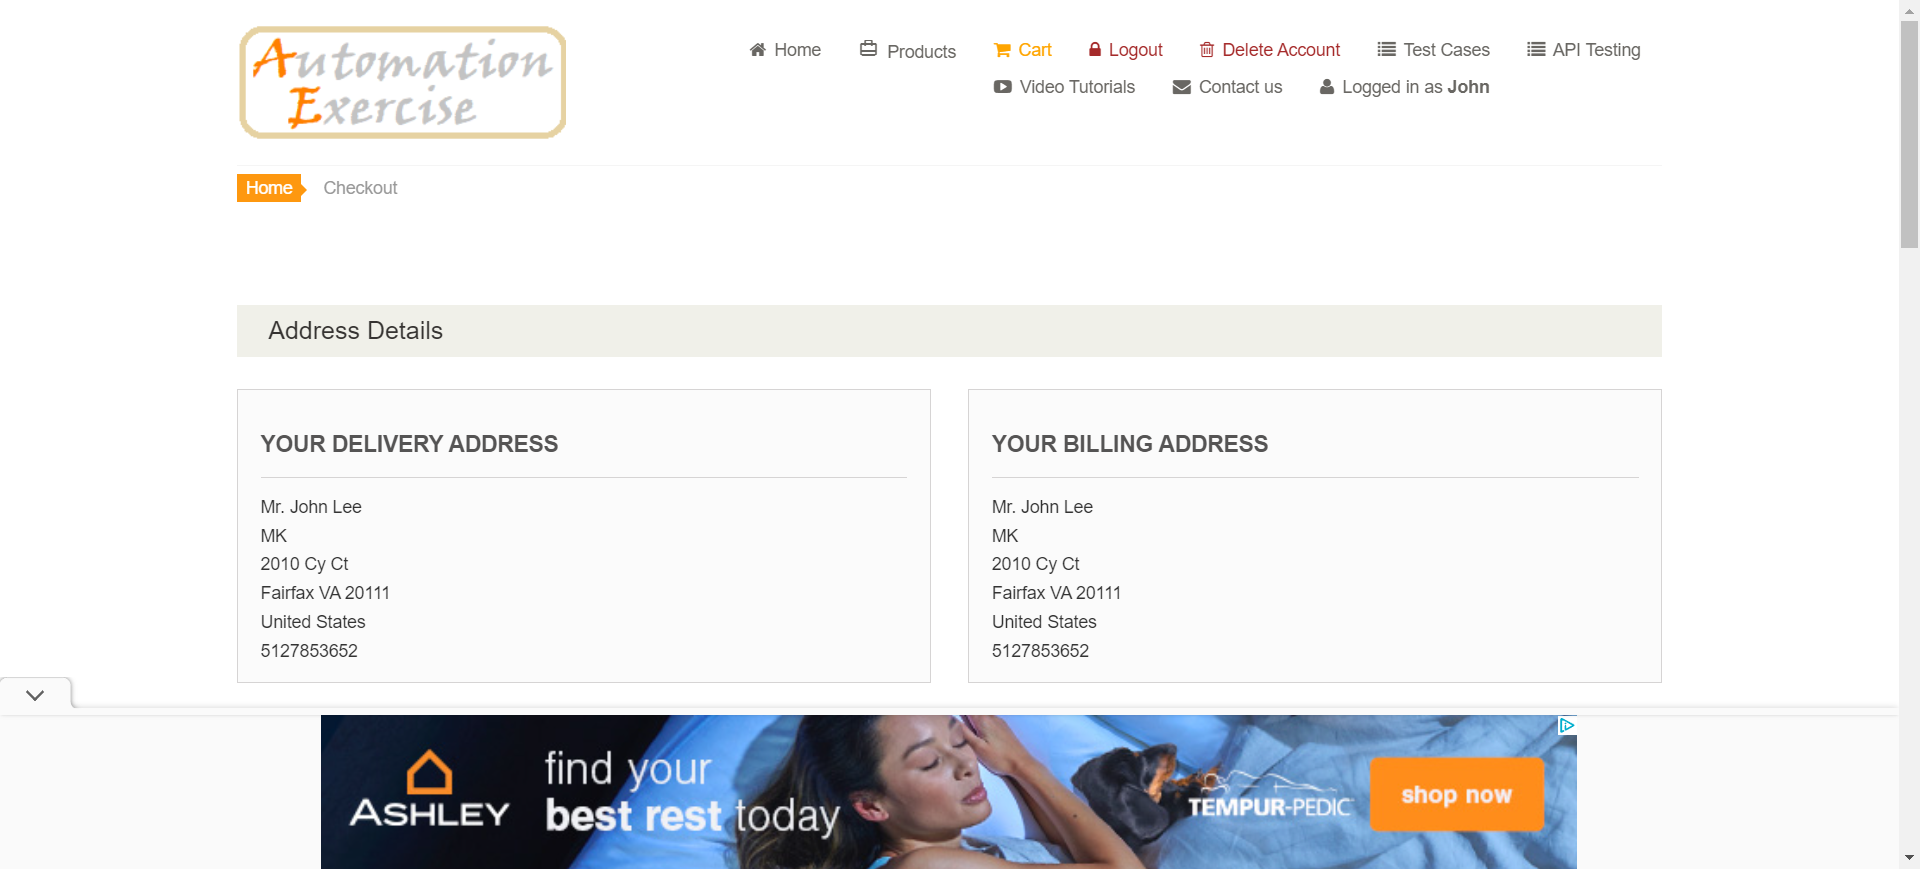 Automation
Exercise
Home
Products
Cart
Logout
Delete Account
Test Cases
API Testing
Video Tutorials
Contact us
Logged in as John
Home
Checkout
Address Details
YOUR DELIVERY ADDRESS
Mr. John Lee
MK
2010 Cy Ct
Fairfax VA 20111
United States
5127853652
YOUR BILLING ADDRESS
Mr. John Lee
MK
2010 Cy Ct
Fairfax VA 20111
United States
5127853652
ASHLEY
find your
best rest today
TEMPUR-PEDIC
shop now